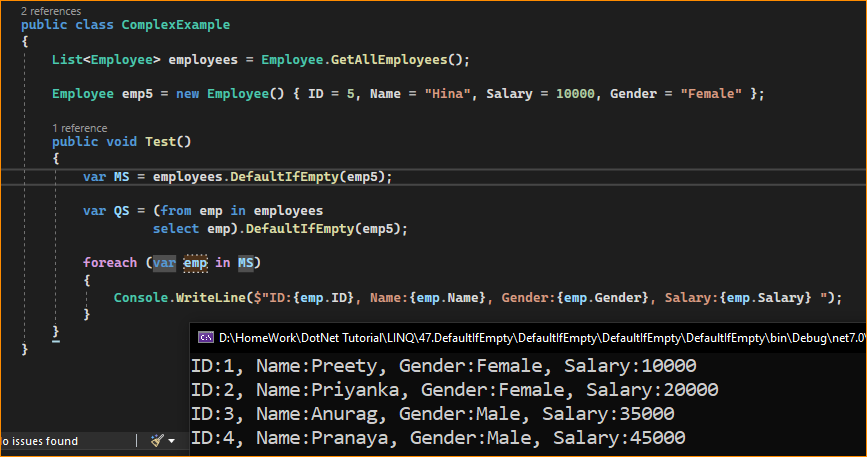 2 references
public class ComplexExample
{
List<Employee> employees = Employee.GetAllEmployees();
Employee emp5 = new Employee() { ID = 5, Name = "Hina", Salary = 10000, Gender = "Female" };
1 reference
public void Test()
{
var MS = employees.DefaultIfEmpty(emp5);
var QS = (from emp in employees
select emp).DefaultIfEmpty(emp5);
foreach (var emp in MS)
{
Console.WriteLine($"ID:{emp.ID}, Name:{emp.Name}, Gender:{emp.Gender}, Salary:{emp.Salary} ");
}
}
}
D:\HomeWork\DotNet Tutorial\LINQ\47.DefaultIfEmpty\DefaultIfEmpty\DefaultIfEmpty\bin\Debug\net7.0\
ID:1, Name:Preety, Gender:Female, Salary:10000
ID:2, Name:Priyanka, Gender:Female, Salary:20000
ID:3, Name:Anurag, Gender:Male, Salary:35000
ID:4, Name:Pranaya, Gender:Male, Salary:45000
o issues found